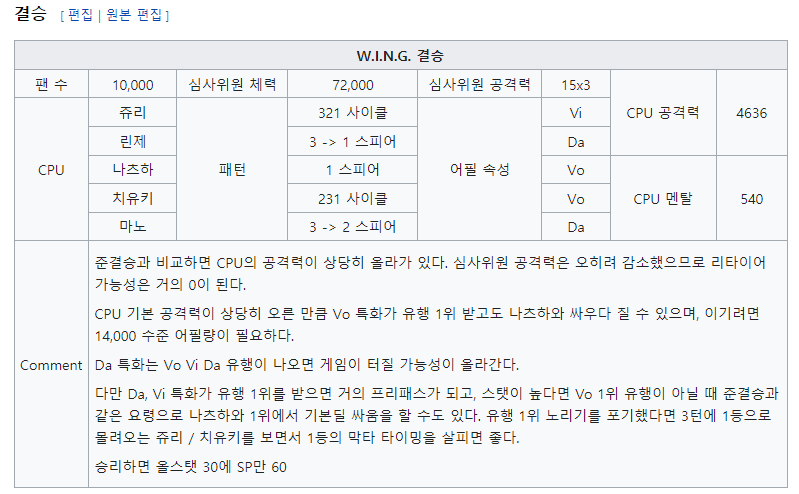 결승 [ 편집 | 원본 편집 ]
W.I.N.G. 결승
팬 수 10,000 심사위원 체력 72,000 심사위원 공격력 15x3 CPU 공격력 4636
CPU 쥬리 패턴 321 사이클 어필 속성 Vi
린제 3 -> 1 스피어 Da
나츠하 1 스피어 Vo CPU 멘탈 540
치유키 231 사이클 Vo
마노 3 -> 2 스피어 Da
Comment
준결승과 비교하면 CPU의 공격력이 상당히 올라가 있다. 심사위원 공격력은 오히려 감소했으므로 리타이어
가능성은 거의 0이 된다.
CPU 기본 공격력이 상당히 오른 만큼 Vo 특화가 유행 1위 받고도 나츠하와 싸우다 질 수 있으며, 이기려면
14,000 수준 어필량이 필요하다.
Da 특화는 Vo Vi Da 유행이 나오면 게임이 터질 가능성이 올라간다.
다만 Da, Vi 특화가 유행 1위를 받으면 거의 프리패스가 되고, 스탯이 높다면 Vo 1위 유행이 아닐 때 준결승과
같은 요령으로 나츠하와 1위에서 기본딜 싸움을 할 수도 있다. 유행 1위 노리기를 포기했다면 3턴에 1등으로
몰려오는 쥬리 / 치유키를 보면서 1등의 막타 타이밍을 살피면 좋다.
승리하면 올스탯 30에 SP만 60